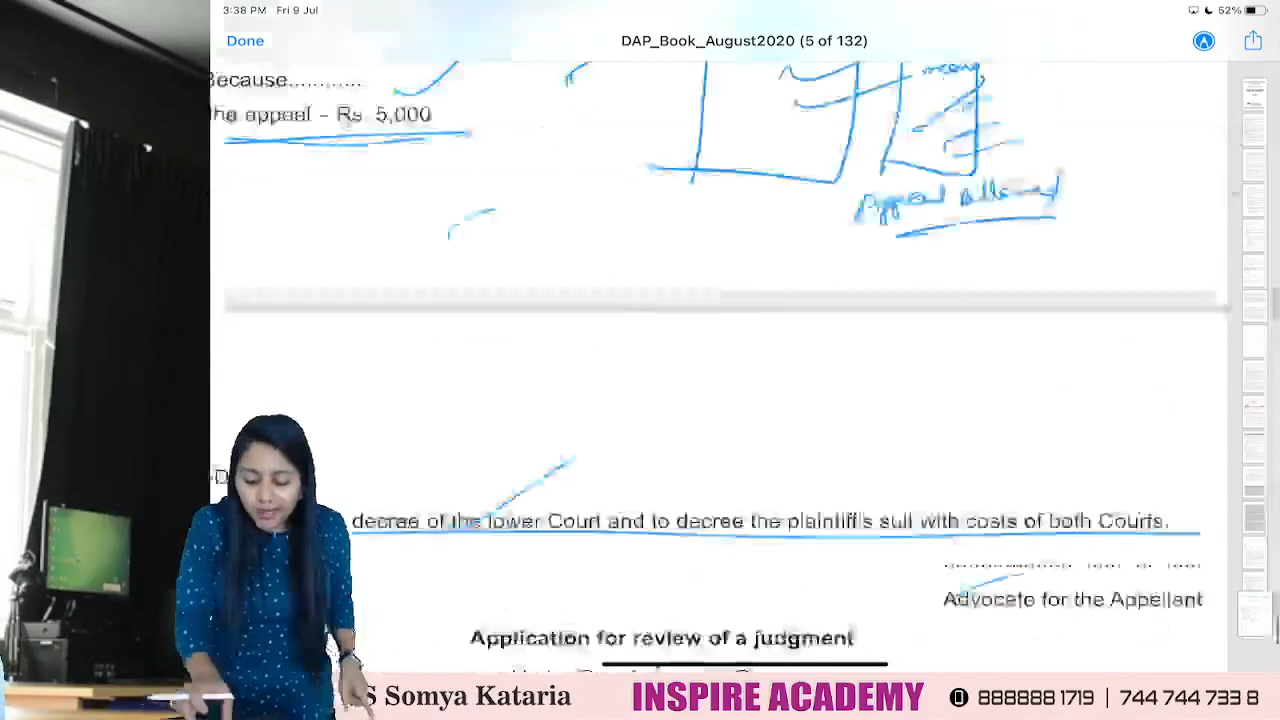 3:38 PM Fri 9 Jul
52%
Done
DAP_Book_August2020 (5 of 132)
Because............
the appeal – Rs 5,000
Appeal Allowed
decree of the lower Court and to decree the plaintiff's suit with costs of both Courts.
Advocate for the Appellant
Application for review of a judgment
S Somya Kataria
INSPIRE ACADEMY
888888 1719 | 744 744 733 8